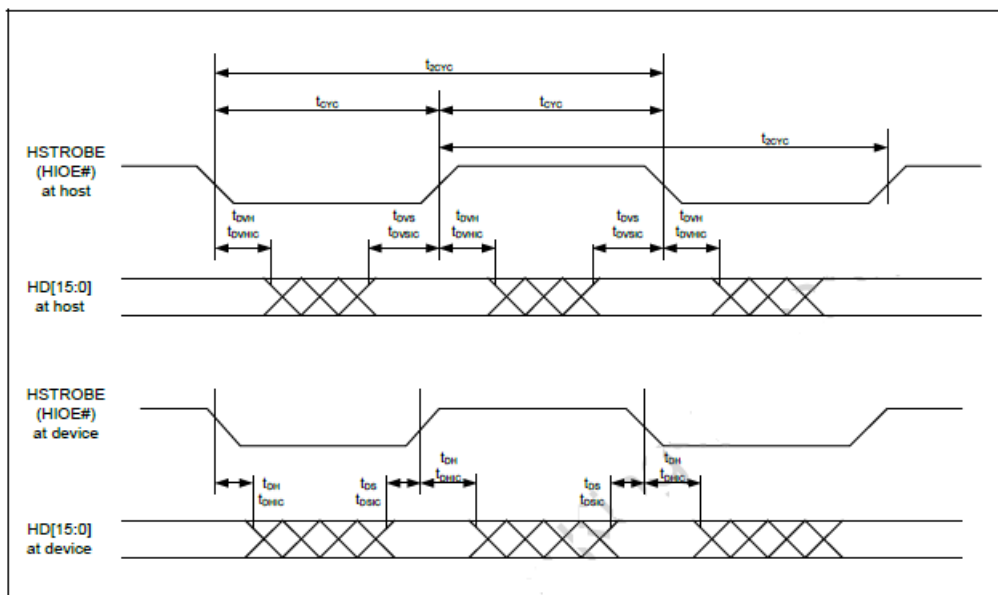 t2CYC
tCYC
tCYC
t2CYC
HSTROBE
(HIOE#)
at host
tDVH
tDVHIC
tDVS
tDVSIC
tDVH
tDVHIC
tDVS
tDVSIC
tDVH
tDVHIC
HD[15:0]
at host
HSTROBE
(HIOE#)
at device
tDH
tDHIC
tDS
tDSIC
tDH
tDHIC
tDS
tDSIC
tDH
tDHIC
HD[15:0]
at device